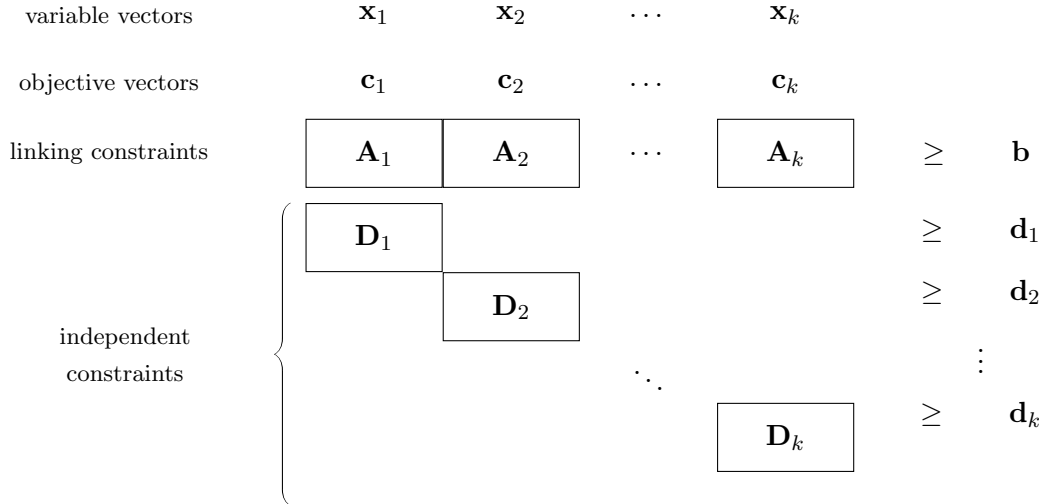 variable vectors x₁ x₂ ⋯ xₖ
objective vectors c₁ c₂ ⋯ cₖ
linking constraints A₁ A₂ ⋯ Aₖ ≥ b
D₁ ≥ d₁
D₂ ≥ d₂
independent
constraints
⋱ ⋮
Dₖ ≥ dₖ